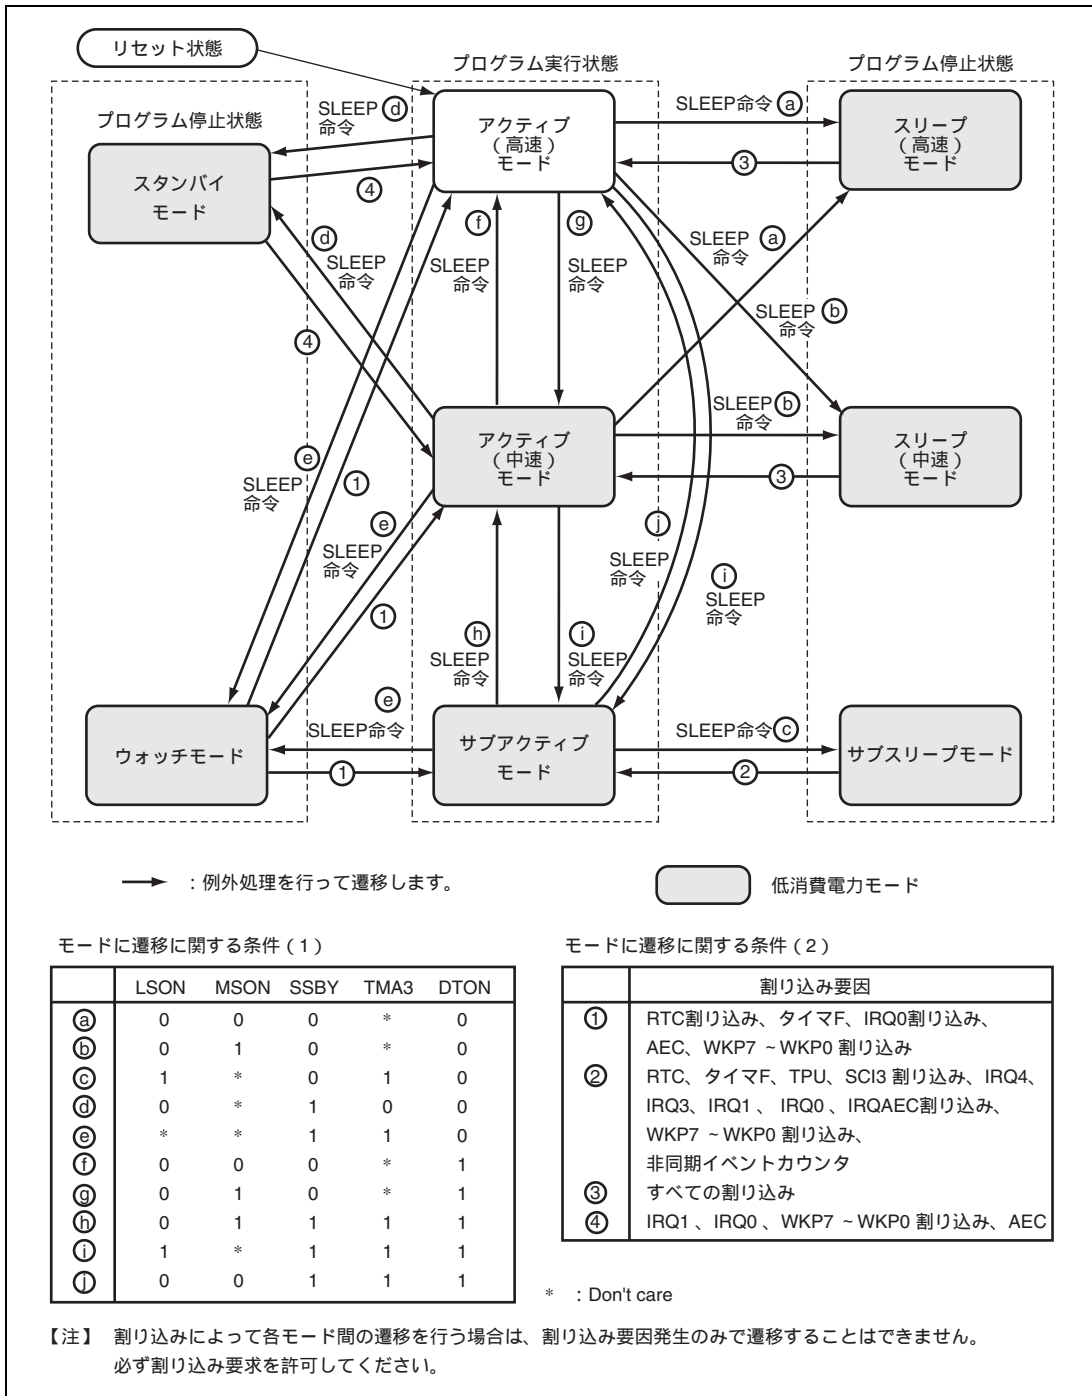 リセット状態
プログラム実行状態
プログラム停止状態
プログラム停止状態
SLEEP ⓓ
命令
アクティブ
（高速）
モード
SLEEP命令 ⓐ
スリープ
（高速）
モード
③
スタンバイ
モード
④
ⓓ
SLEEP
命令
ⓕ
SLEEP
命令
ⓖ
SLEEP
命令
SLEEP ⓐ
命令
SLEEP ⓑ
命令
④
アクティブ
（中速）
モード
SLEEP ⓑ
命令
スリープ
（中速）
モード
③
ⓔ
SLEEP
命令
①
ⓔ
SLEEP
命令
①
ⓙ
SLEEP
命令
ⓘ
SLEEP
命令
ⓗ
SLEEP
命令
ⓘ
SLEEP
命令
ウォッチモード
ⓔ
SLEEP命令
①
サブアクティブ
モード
SLEEP命令 ⓒ
②
サブスリープモード
：例外処理を行って遷移します。
低消費電力モード
モードに遷移に関する条件（1）
LSON MSON SSBY TMA3 DTON
ⓐ 0 0 0 * 0
ⓑ 0 1 0 * 0
ⓒ 1 * 0 1 0
ⓓ 0 * 1 0 0
ⓔ * * 1 1 0
ⓕ 0 0 0 * 1
ⓖ 0 1 0 * 1
ⓗ 0 1 1 1 1
ⓘ 1 * 1 1 1
ⓙ 0 0 1 1 1
モードに遷移に関する条件（2）
割り込み要因
① RTC割り込み、タイマF、IRQ0割り込み、
AEC、WKP7 ~ WKP0 割り込み
② RTC、タイマF、TPU、SCI3 割り込み、IRQ4、
IRQ3、IRQ1 、 IRQ0 、IRQAEC割り込み、
WKP7 ~ WKP0 割り込み、
非同期イベントカウンタ
③ すべての割り込み
④ IRQ1 、IRQ0 、WKP7 ~ WKP0 割り込み、AEC
* : Don't care
【注】 割り込みによって各モード間の遷移を行う場合は、割り込み要因発生のみで遷移することはできません。
必ず割り込み要求を許可してください。